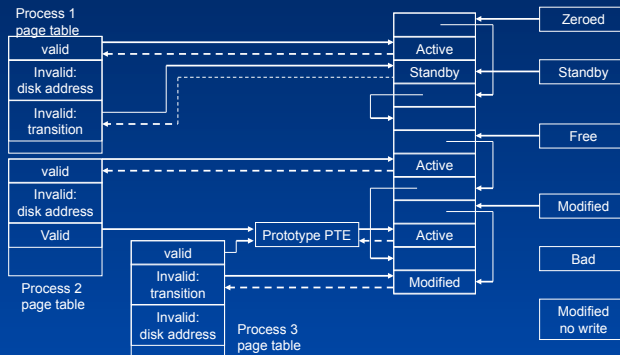 Process 1
page table
valid
Invalid:
disk address
Invalid:
transition
valid
Invalid:
disk address
Valid
Process 2
page table
valid
Invalid:
transition
Invalid:
disk address
Process 3
page table
Prototype PTE
Active
Standby
Active
Active
Modified
Zeroed
Standby
Free
Modified
Bad
Modified
no write